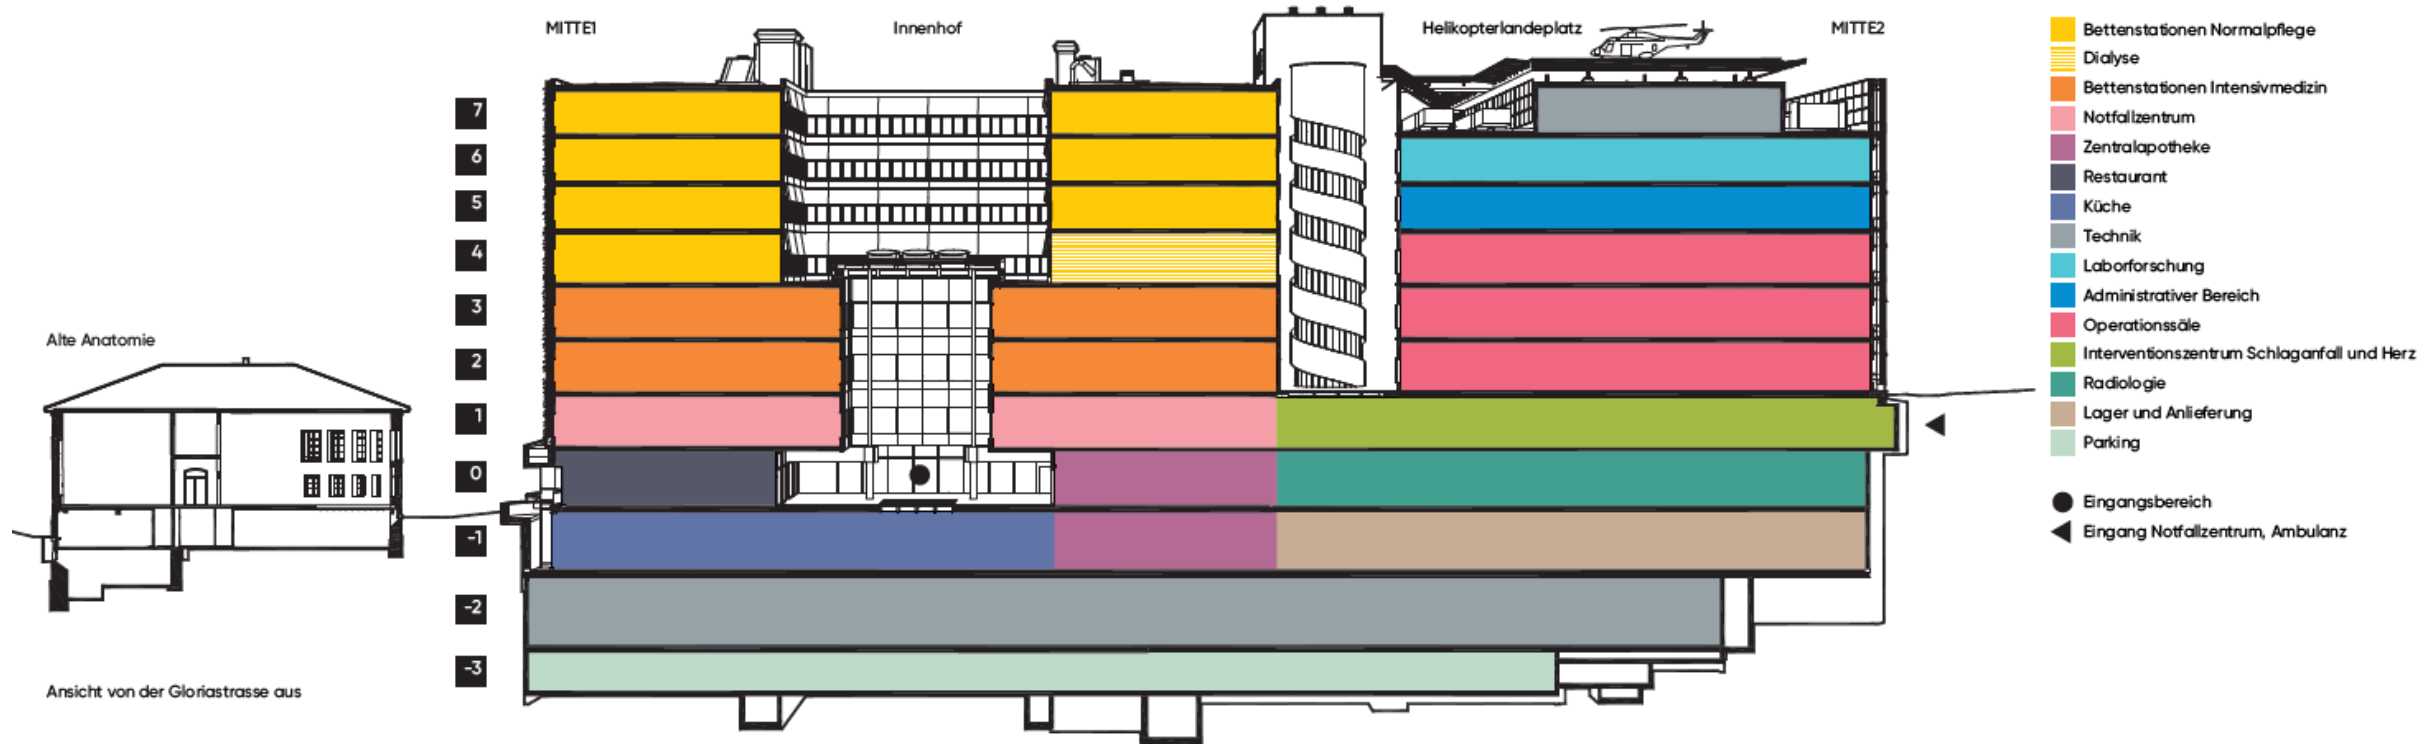 MITTE1
Innenhof
Helikopterlandeplatz
MITTE2
7
6
5
4
3
2
1
0
-1
-2
-3
Alte Anatomie
Ansicht von der Gloriastrasse aus
Bettenstationen Normalpflege
Dialyse
Bettenstationen Intensivmedizin
Notfallzentrum
Zentralapotheke
Restaurant
Küche
Technik
Laborforschung
Administrativer Bereich
Operationssäle
Interventionszentrum Schlaganfall und Herz
Radiologie
Lager und Anlieferung
Parking
Eingangsbereich
Eingang Notfallzentrum, Ambulanz